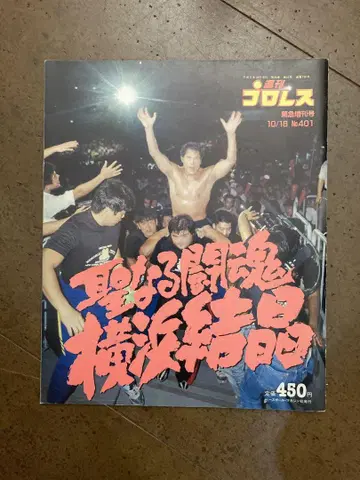 週刊
プロレス
緊急増刊号
10/18 No.401
聖なる闘魂
横浜結晶
定価450円